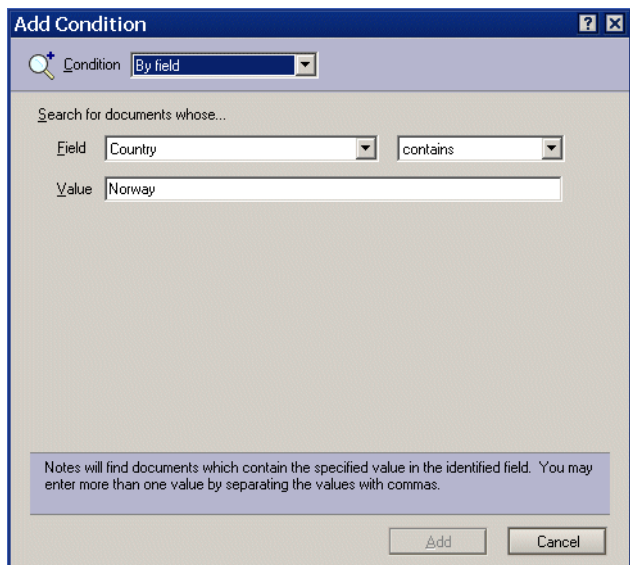 Add Condition
Condition By field
Search for documents whose...
Field Country contains
Value Norway
Notes will find documents which contain the specified value in the identified field. You may
enter more than one value by separating the values with commas.
Add Cancel